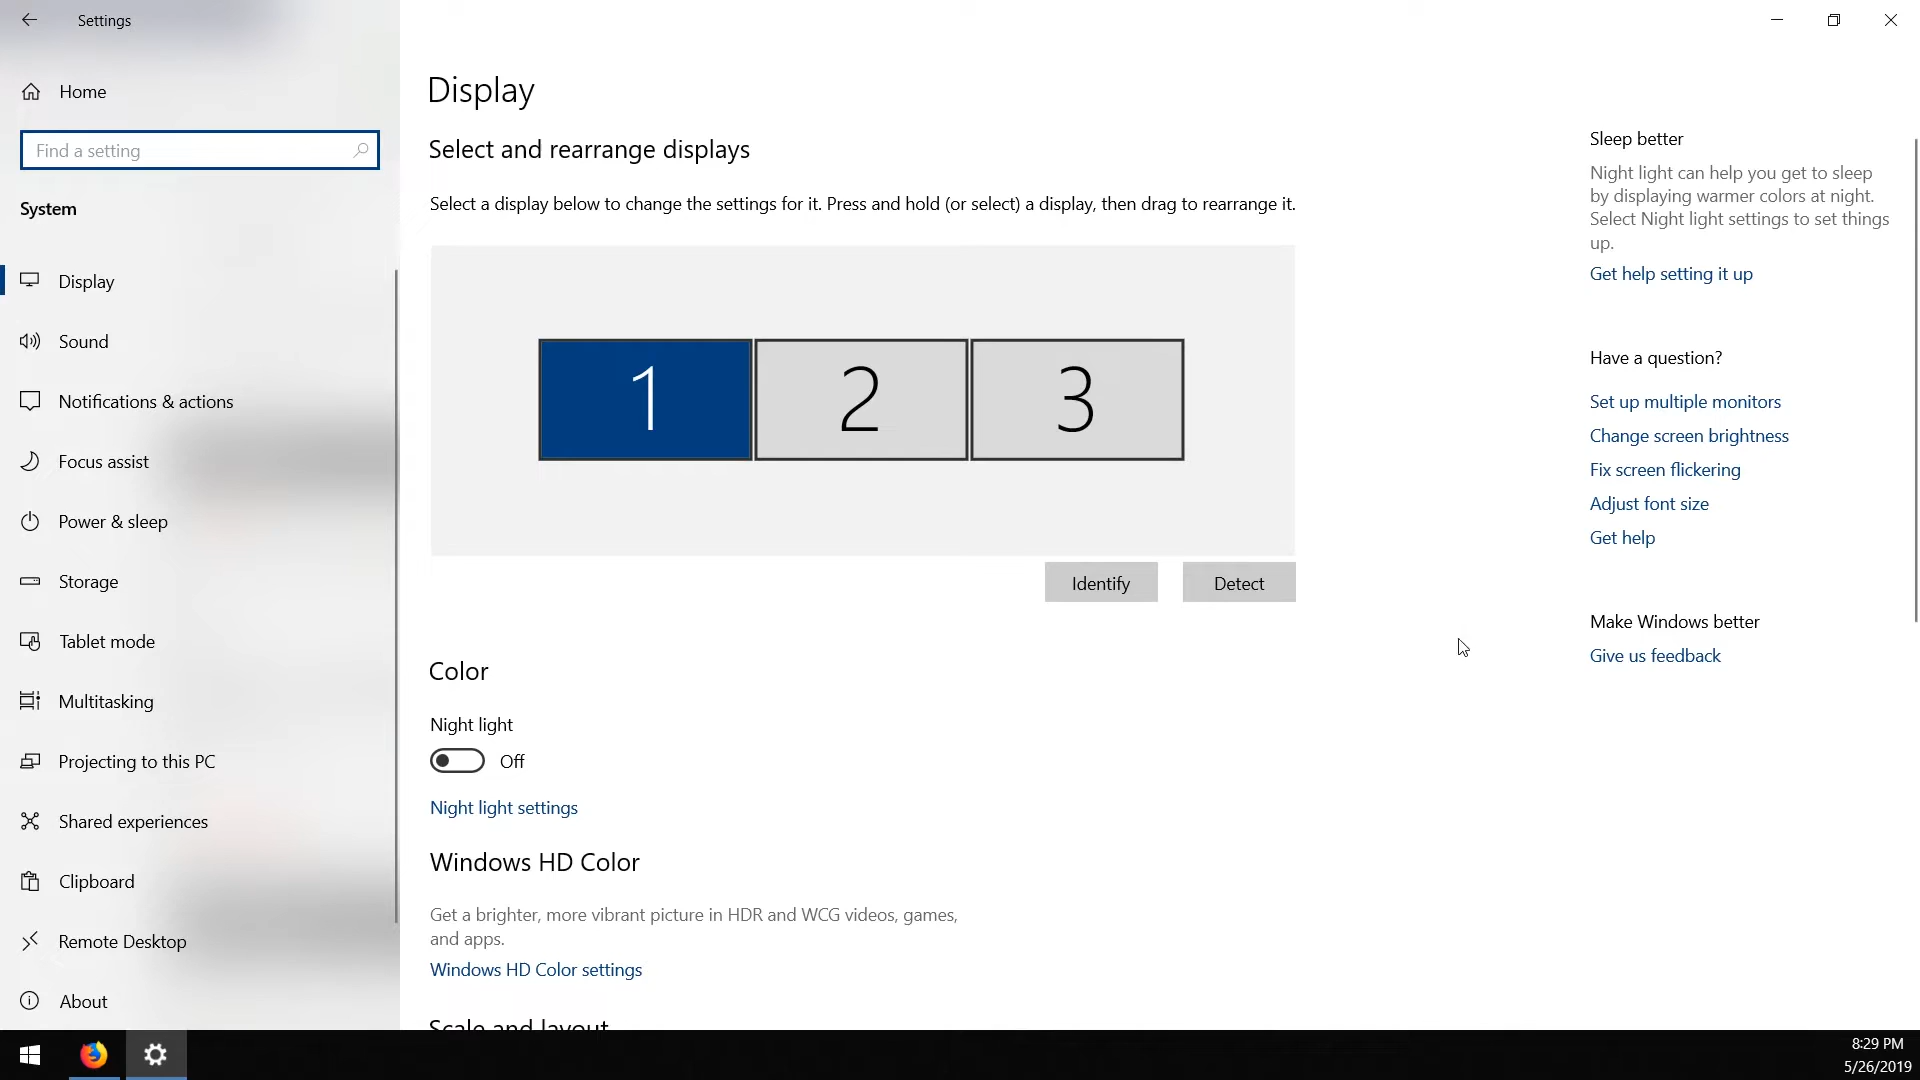 Settings
Home
Find a setting
System
Display
Sound
Notifications & actions
Focus assist
Power & sleep
Storage
Tablet mode
Multitasking
Projecting to this PC
Shared experiences
Clipboard
Remote Desktop
About
Display
Select and rearrange displays
Select a display below to change the settings for it. Press and hold (or select) a display, then drag to rearrange it.
1
2
3
Identify
Detect
Color
Night light
Off
Night light settings
Windows HD Color
Get a brighter, more vibrant picture in HDR and WCG videos, games,
and apps.
Windows HD Color settings
Scale and layout
Sleep better
Night light can help you get to sleep
by displaying warmer colors at night.
Select Night light settings to set things
up.
Get help setting it up
Have a question?
Set up multiple monitors
Change screen brightness
Fix screen flickering
Adjust font size
Get help
Make Windows better
Give us feedback
8:29 PM
5/26/2019